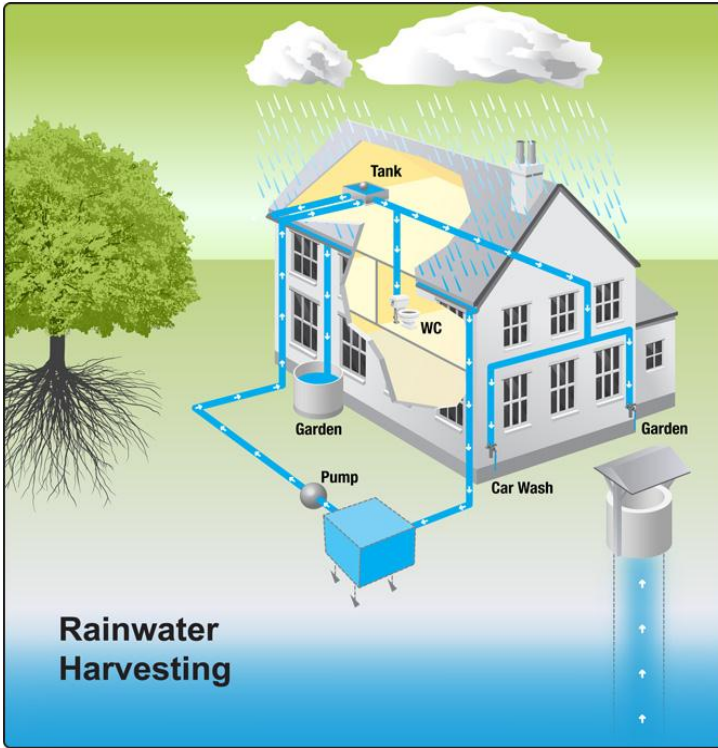 Tank
WC
Garden
Garden
Pump
Car Wash
Rainwater
Harvesting